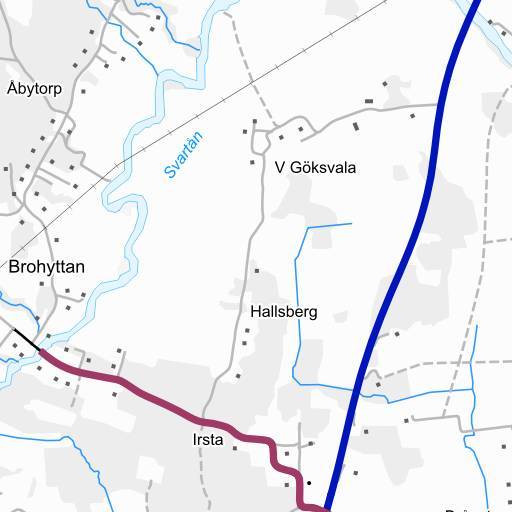 Åbytorp
Svartån
V Göksvala
Brohyttan
Hallsberg
Irsta